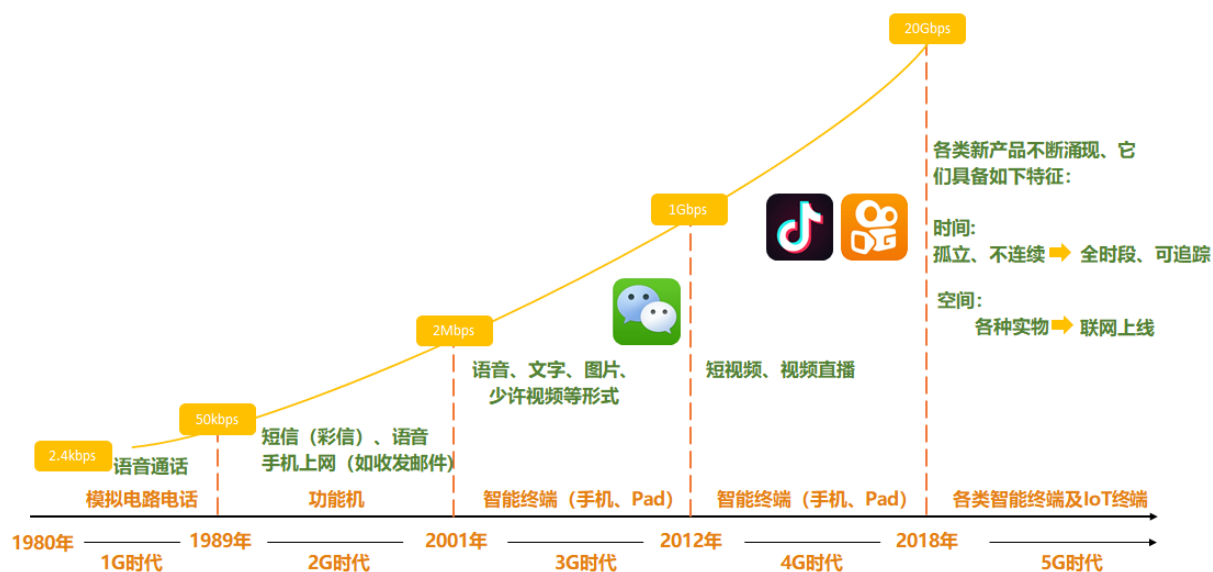 20Gbps
各类新产品不断涌现、它
们具备如下特征：
1Gbps
时间:
孤立、不连续 全时段、可追踪
空间：
各种实物 联网上线
2Mbps
语音、文字、图片、
少许视频等形式
短视频、视频直播
50kbps
短信（彩信）、语音
手机上网（如收发邮件）
2.4kbps
语音通话
模拟电路电话 功能机 智能终端（手机、Pad） 智能终端（手机、Pad） 各类智能终端及IoT终端
1980年 1989年 2001年 2012年 2018年
1G时代 2G时代 3G时代 4G时代 5G时代